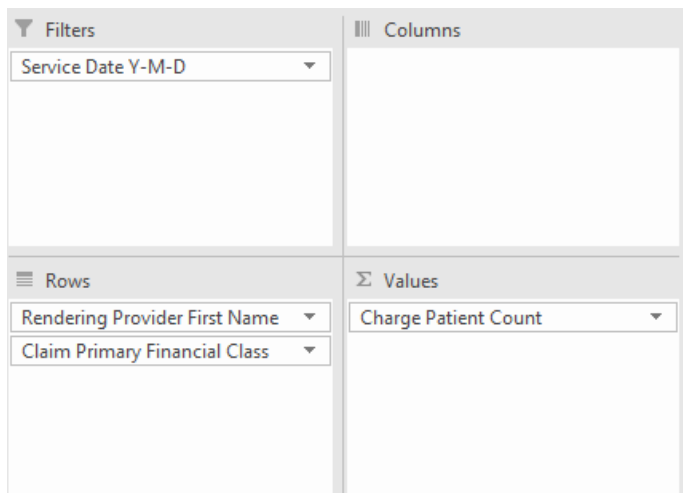 Filters
Service Date Y-M-D
Columns
Rows
Rendering Provider First Name
Claim Primary Financial Class
Σ Values
Charge Patient Count